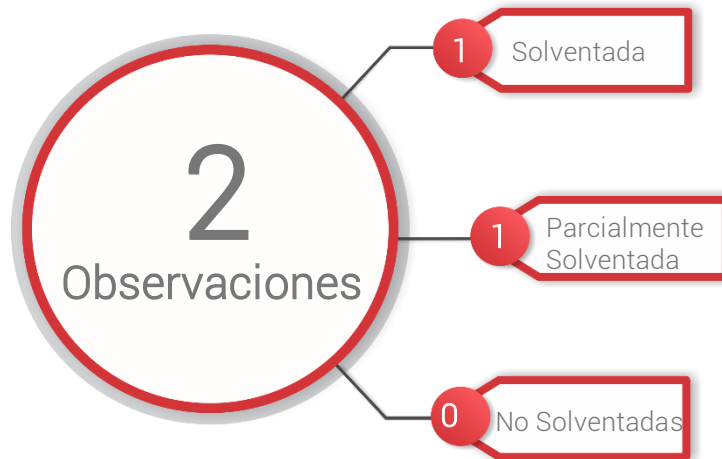 2
Observaciones
1
Solventada
1
Parcialmente
Solventada
0
No Solventadas